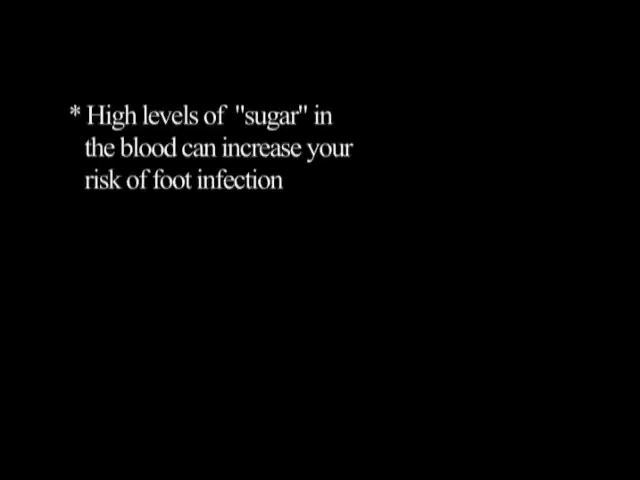 * High levels of "sugar" in
the blood can increase your
risk of foot infection